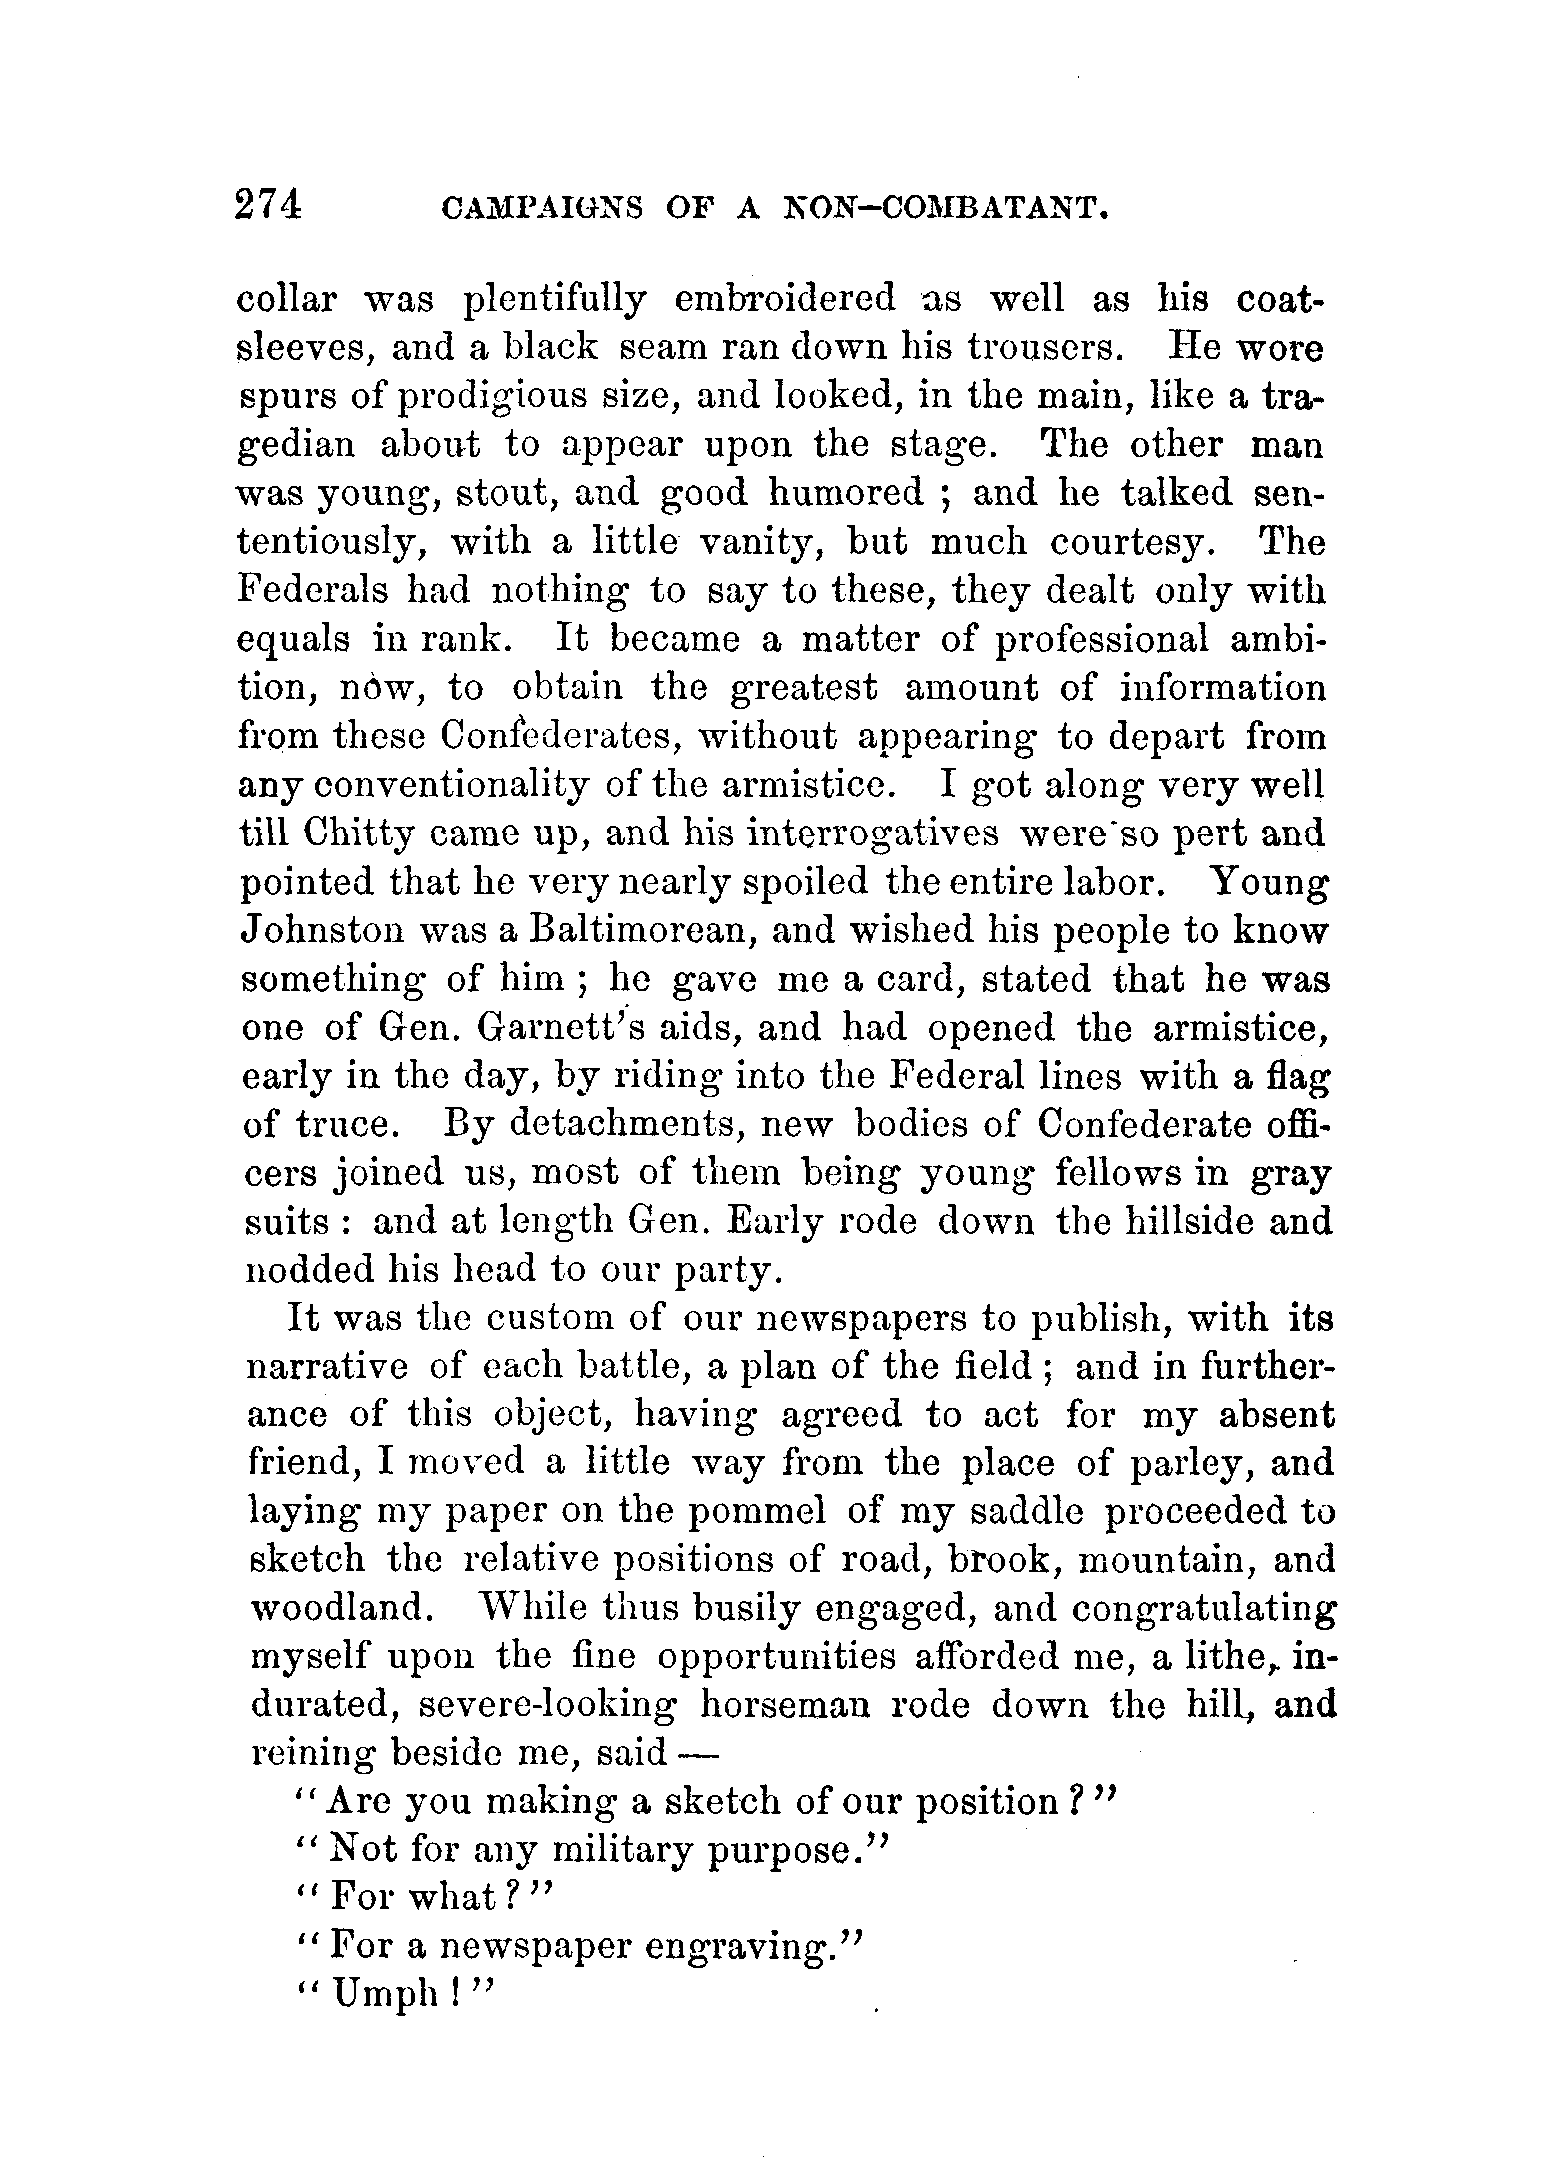 274 CAMPAIGNS OF A NON-COMBATANT.
collar was plentifully embroidered as well as his coat-
sleeves, and a black seam ran down his trousers. He wore
spurs of prodigious size, and looked, in the main, like a tra-
gedian about to appear upon the stage. The other man
was young, stout, and good humored ; and he talked sen-
tentiously, with a little vanity, but much courtesy. The
Federals had nothing to say to these, they dealt only with
equals in rank. It became a matter of professional ambi-
tion, now, to obtain the greatest amount of information
from these Confederates, without appearing to depart from
any conventionality of the armistice. I got along very well
till Chitty came up, and his interrogatives were so pert and
pointed that he very nearly spoiled the entire labor. Young
Johnston was a Baltimorean, and wished his people to know
something of him ; he gave me a card, stated that he was
one of Gen. Garnett's aids, and had opened the armistice,
early in the day, by riding into the Federal lines with a flag
of truce. By detachments, new bodies of Confederate offi-
cers joined us, most of them being young fellows in gray
suits : and at length Gen. Early rode down the hillside and
nodded his head to our party.
It was the custom of our newspapers to publish, with its
narrative of each battle, a plan of the field ; and in further-
ance of this object, having agreed to act for my absent
friend, I moved a little way from the place of parley, and
laying my paper on the pommel of my saddle proceeded to
sketch the relative positions of road, brook, mountain, and
woodland. While thus busily engaged, and congratulating
myself upon the fine opportunities afforded me, a lithe, in-
durated, severe-looking horseman rode down the hill, and
reining beside me, said —
"Are you making a sketch of our position ? "
" Not for any military purpose."
" For what ? "
" For a newspaper engraving."
" Umph ! "